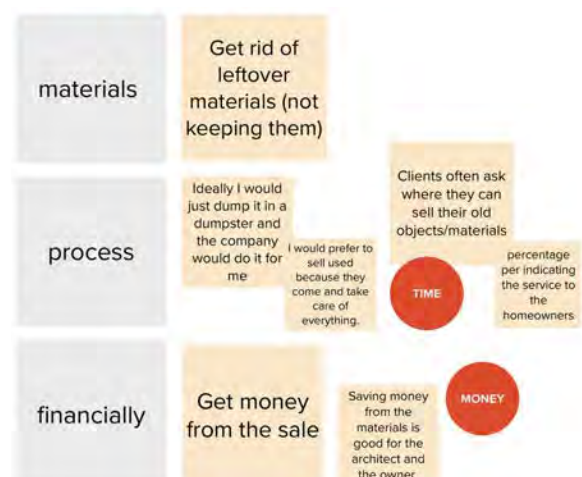 materials
Get rid of
leftover
materials (not
keeping them)
process
Ideally I would
just dump it in a
dumpster and
the company
would do it for
me
I would prefer to
sell used
because they
come and take
care of
everything.
Clients often ask
where they can
sell their old
objects/materials
TIME
percentage
per indicating
the service to
the
homeowners
financially
Get money
from the sale
Saving money
from the
materials is
good for the
architect and
the owner
MONEY